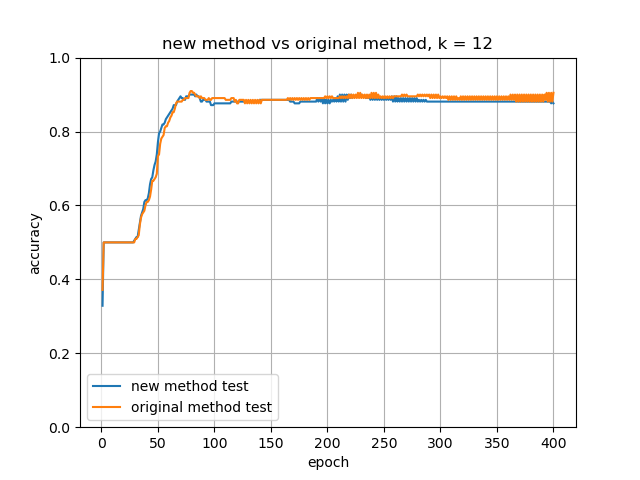 new method vs original method, k = 12
1.0
0.8
0.6
0.4
0.2
0.0
accuracy
new method test
original method test
0 50 100 150 200 250 300 350 400
epoch